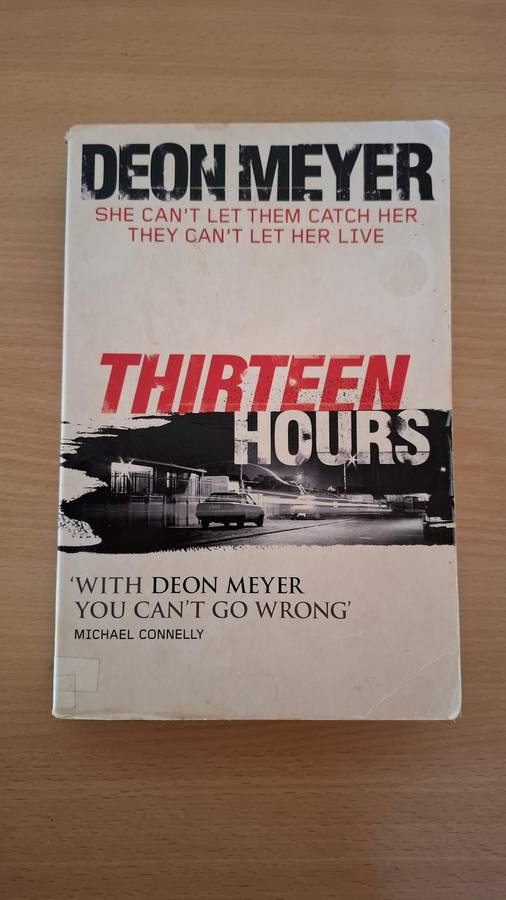 DEON MEYER
SHE CAN'T LET THEM CATCH HER
THEY CAN'T LET HER LIVE
THIRTEEN
HOURS
'WITH DEON MEYER
YOU CAN'T GO WRONG'
MICHAEL CONNELLY